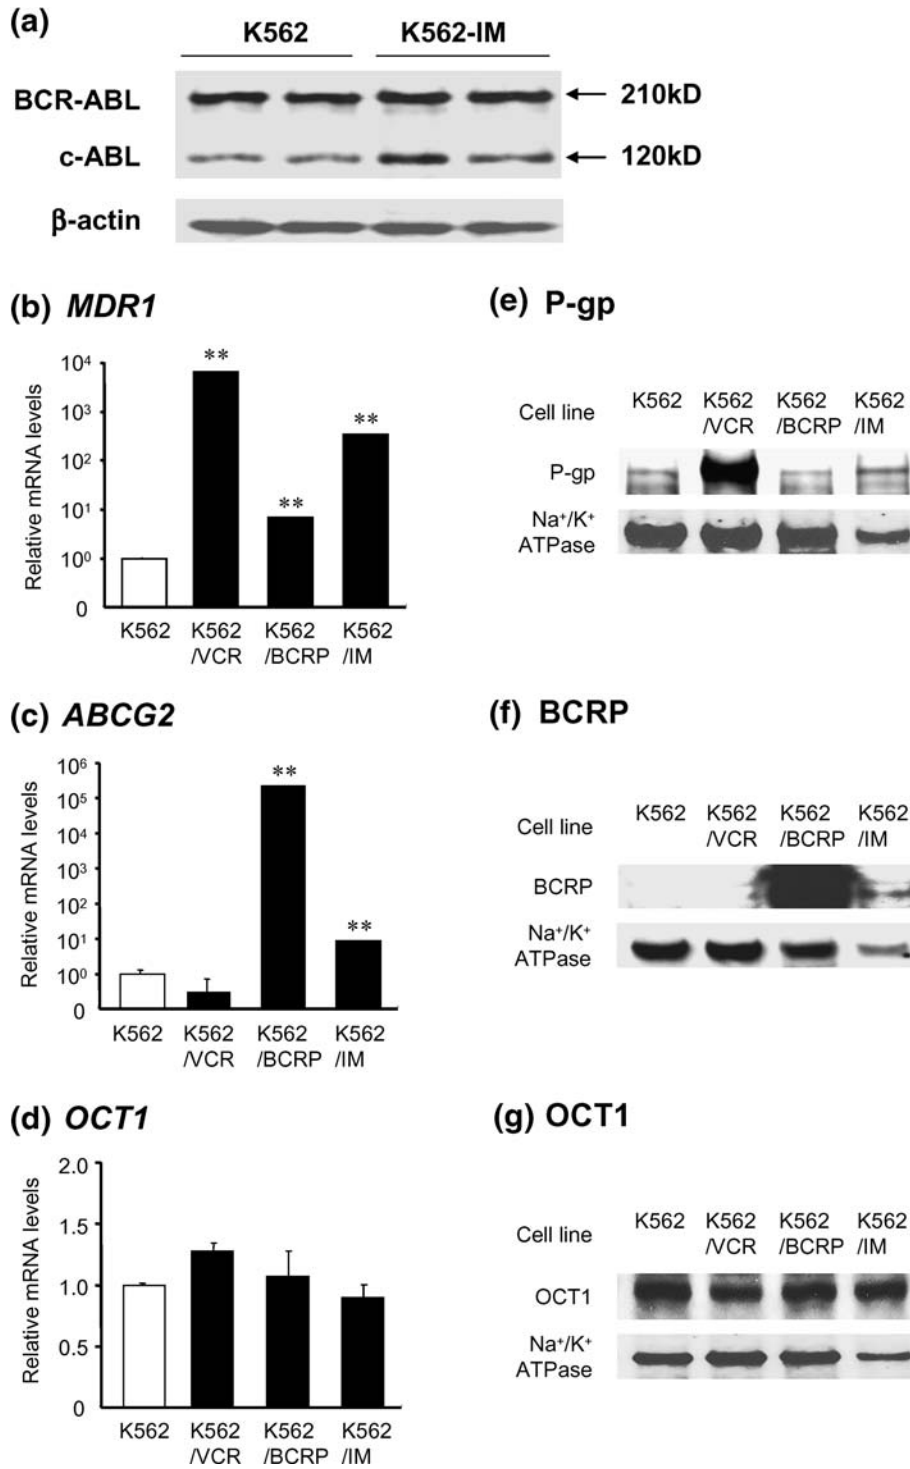 (a)
K562 K562-IM
BCR-ABL 210kD
c-ABL 120kD
β-actin
(b) MDR1
Relative mRNA levels
10⁴
10³
10²
10¹
10⁰
0
** ** **
K562 K562 K562 K562
/VCR /BCRP /IM
(e) P-gp
Cell line K562 K562 K562 K562
/VCR /BCRP /IM
P-gp
Na⁺/K⁺
ATPase
(c) ABCG2
Relative mRNA levels
10⁶
10⁵
10⁴
10³
10²
10¹
10⁰
0
** **
K562 K562 K562 K562
/VCR /BCRP /IM
(f) BCRP
Cell line K562 K562 K562 K562
/VCR /BCRP /IM
BCRP
Na⁺/K⁺
ATPase
(d) OCT1
Relative mRNA levels
2.0
1.5
1.0
0.5
0
K562 K562 K562 K562
/VCR /BCRP /IM
(g) OCT1
Cell line K562 K562 K562 K562
/VCR /BCRP /IM
OCT1
Na⁺/K⁺
ATPase